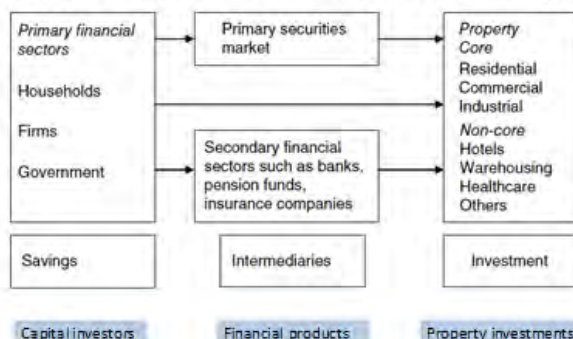 Primary financial
sectors
Households
Firms
Government
Primary securities
market
Secondary financial
sectors such as banks,
pension funds,
insurance companies
Property
Core
Residential
Commercial
Industrial
Non-core
Hotels
Warehousing
Healthcare
Others
Savings
Intermediaries
Investment
Capital investors
Financial products
Property investments